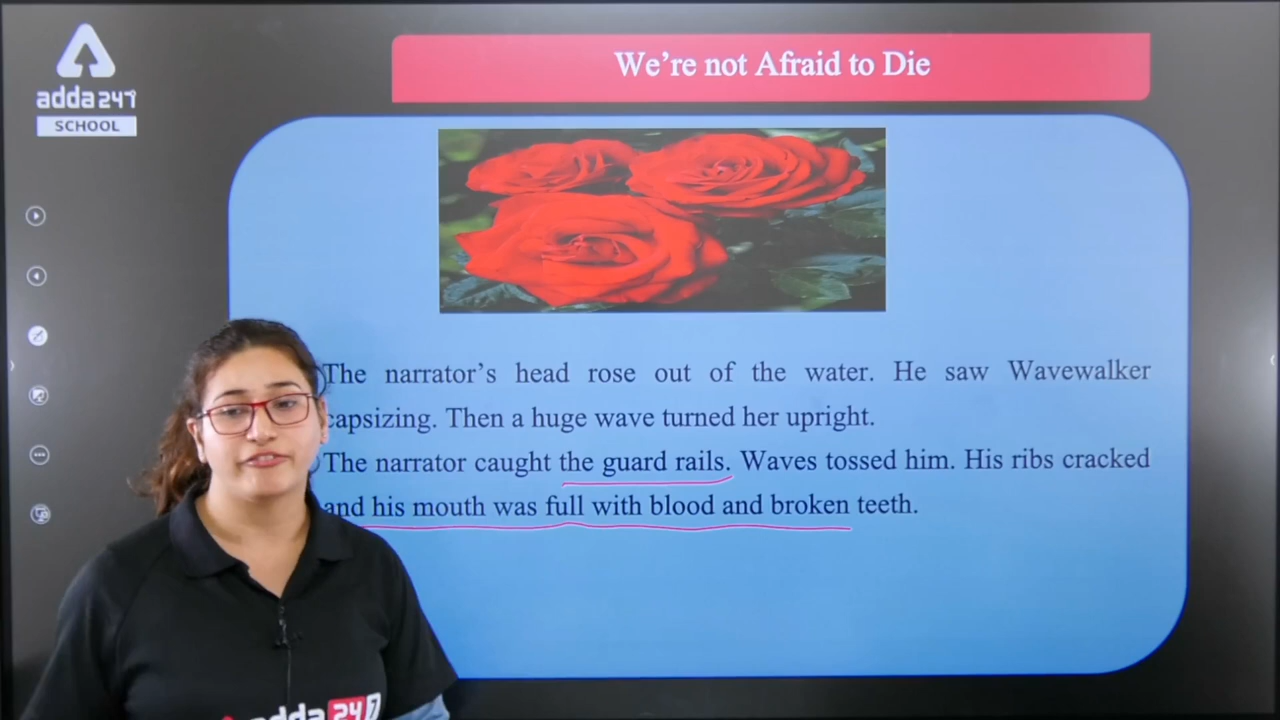 adda247
SCHOOL
We're not Afraid to Die
The narrator's head rose out of the water. He saw Wavewalker
capsizing. Then a huge wave turned her upright.
The narrator caught the guard rails. Waves tossed him. His ribs cracked
and his mouth was full with blood and broken teeth.
adda 247